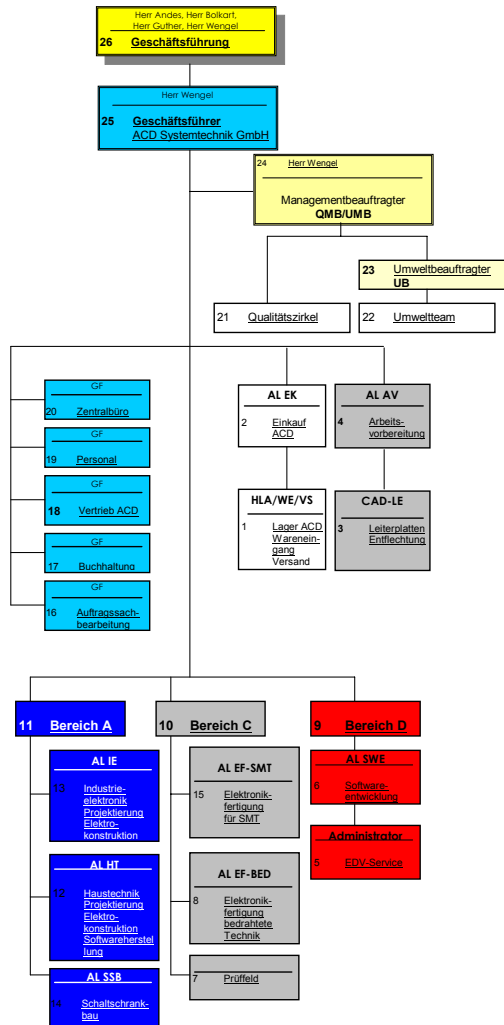 Herr Andes, Herr Bolkart,
Herr Guther, Herr Wengel
26 Geschäftsführung
Herr Wengel
25 Geschäftsführer
ACD Systemtechnik GmbH
24 Herr Wengel
Managementbeauftragter
QMB/UMB
23 Umweltbeauftragter
UB
21 Qualitätszirkel
22 Umweltteam
GF
20 Zentralbüro
GF
19 Personal
GF
18 Vertrieb ACD
GF
17 Buchhaltung
GF
16 Auftragssach-
bearbeitung
AL EK
2 Einkauf
ACD
AL AV
4 Arbeits-
vorbereitung
HLA/WE/VS
1 Lager ACD
Warenein-
gang
Versand
CAD-LE
3 Leiterplatten
Entflechtung
11 Bereich A
10 Bereich C
9 Bereich D
AL IE
13 Industrie-
elektronik
Projektierung
Elektro-
konstruktion
AL HT
12 Haustechnik
Projektierung
Elektro-
konstruktion
Softwareherstel
lung
AL SSB
14 Schaltschrank-
bau
AL EF-SMT
15 Elektronik-
fertigung
für SMT
AL EF-BED
8 Elektronik-
fertigung
bedrahtete
Technik
7 Prüffeld
AL SWE
6 Software-
entwicklung
Administrator
5 EDV-Service